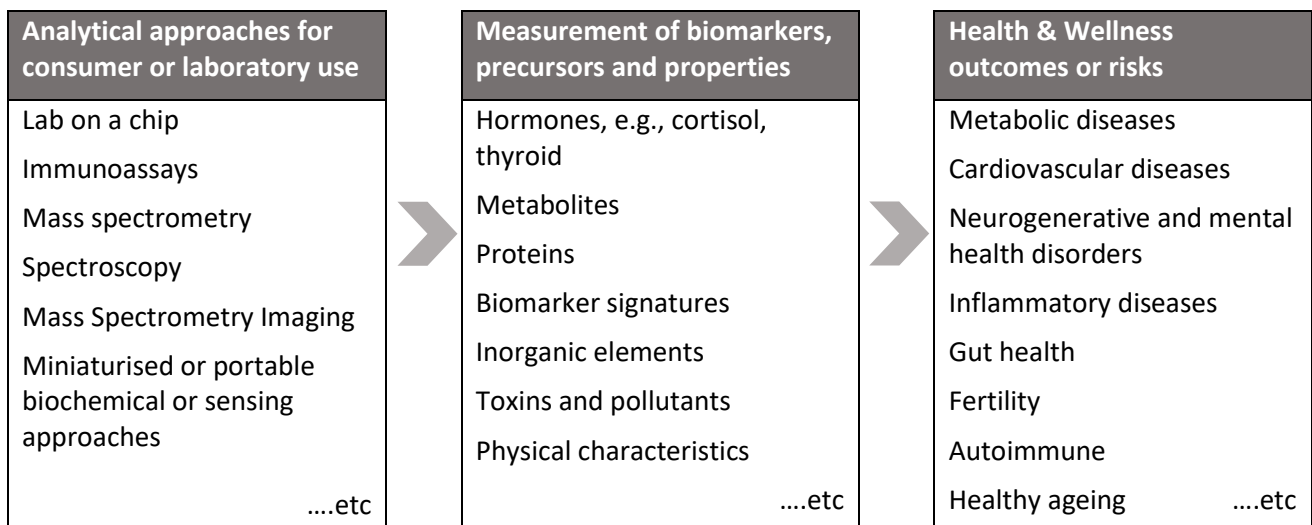 Analytical approaches for
consumer or laboratory use
Lab on a chip
Immunoassays
Mass spectrometry
Spectroscopy
Mass Spectrometry Imaging
Miniaturised or portable
biochemical or sensing
approaches
....etc
Measurement of biomarkers,
precursors and properties
Hormones, e.g., cortisol,
thyroid
Metabolites
Proteins
Biomarker signatures
Inorganic elements
Toxins and pollutants
Physical characteristics
....etc
Health & Wellness
outcomes or risks
Metabolic diseases
Cardiovascular diseases
Neurogenerative and mental
health disorders
Inflammatory diseases
Gut health
Fertility
Autoimmune
Healthy ageing ....etc